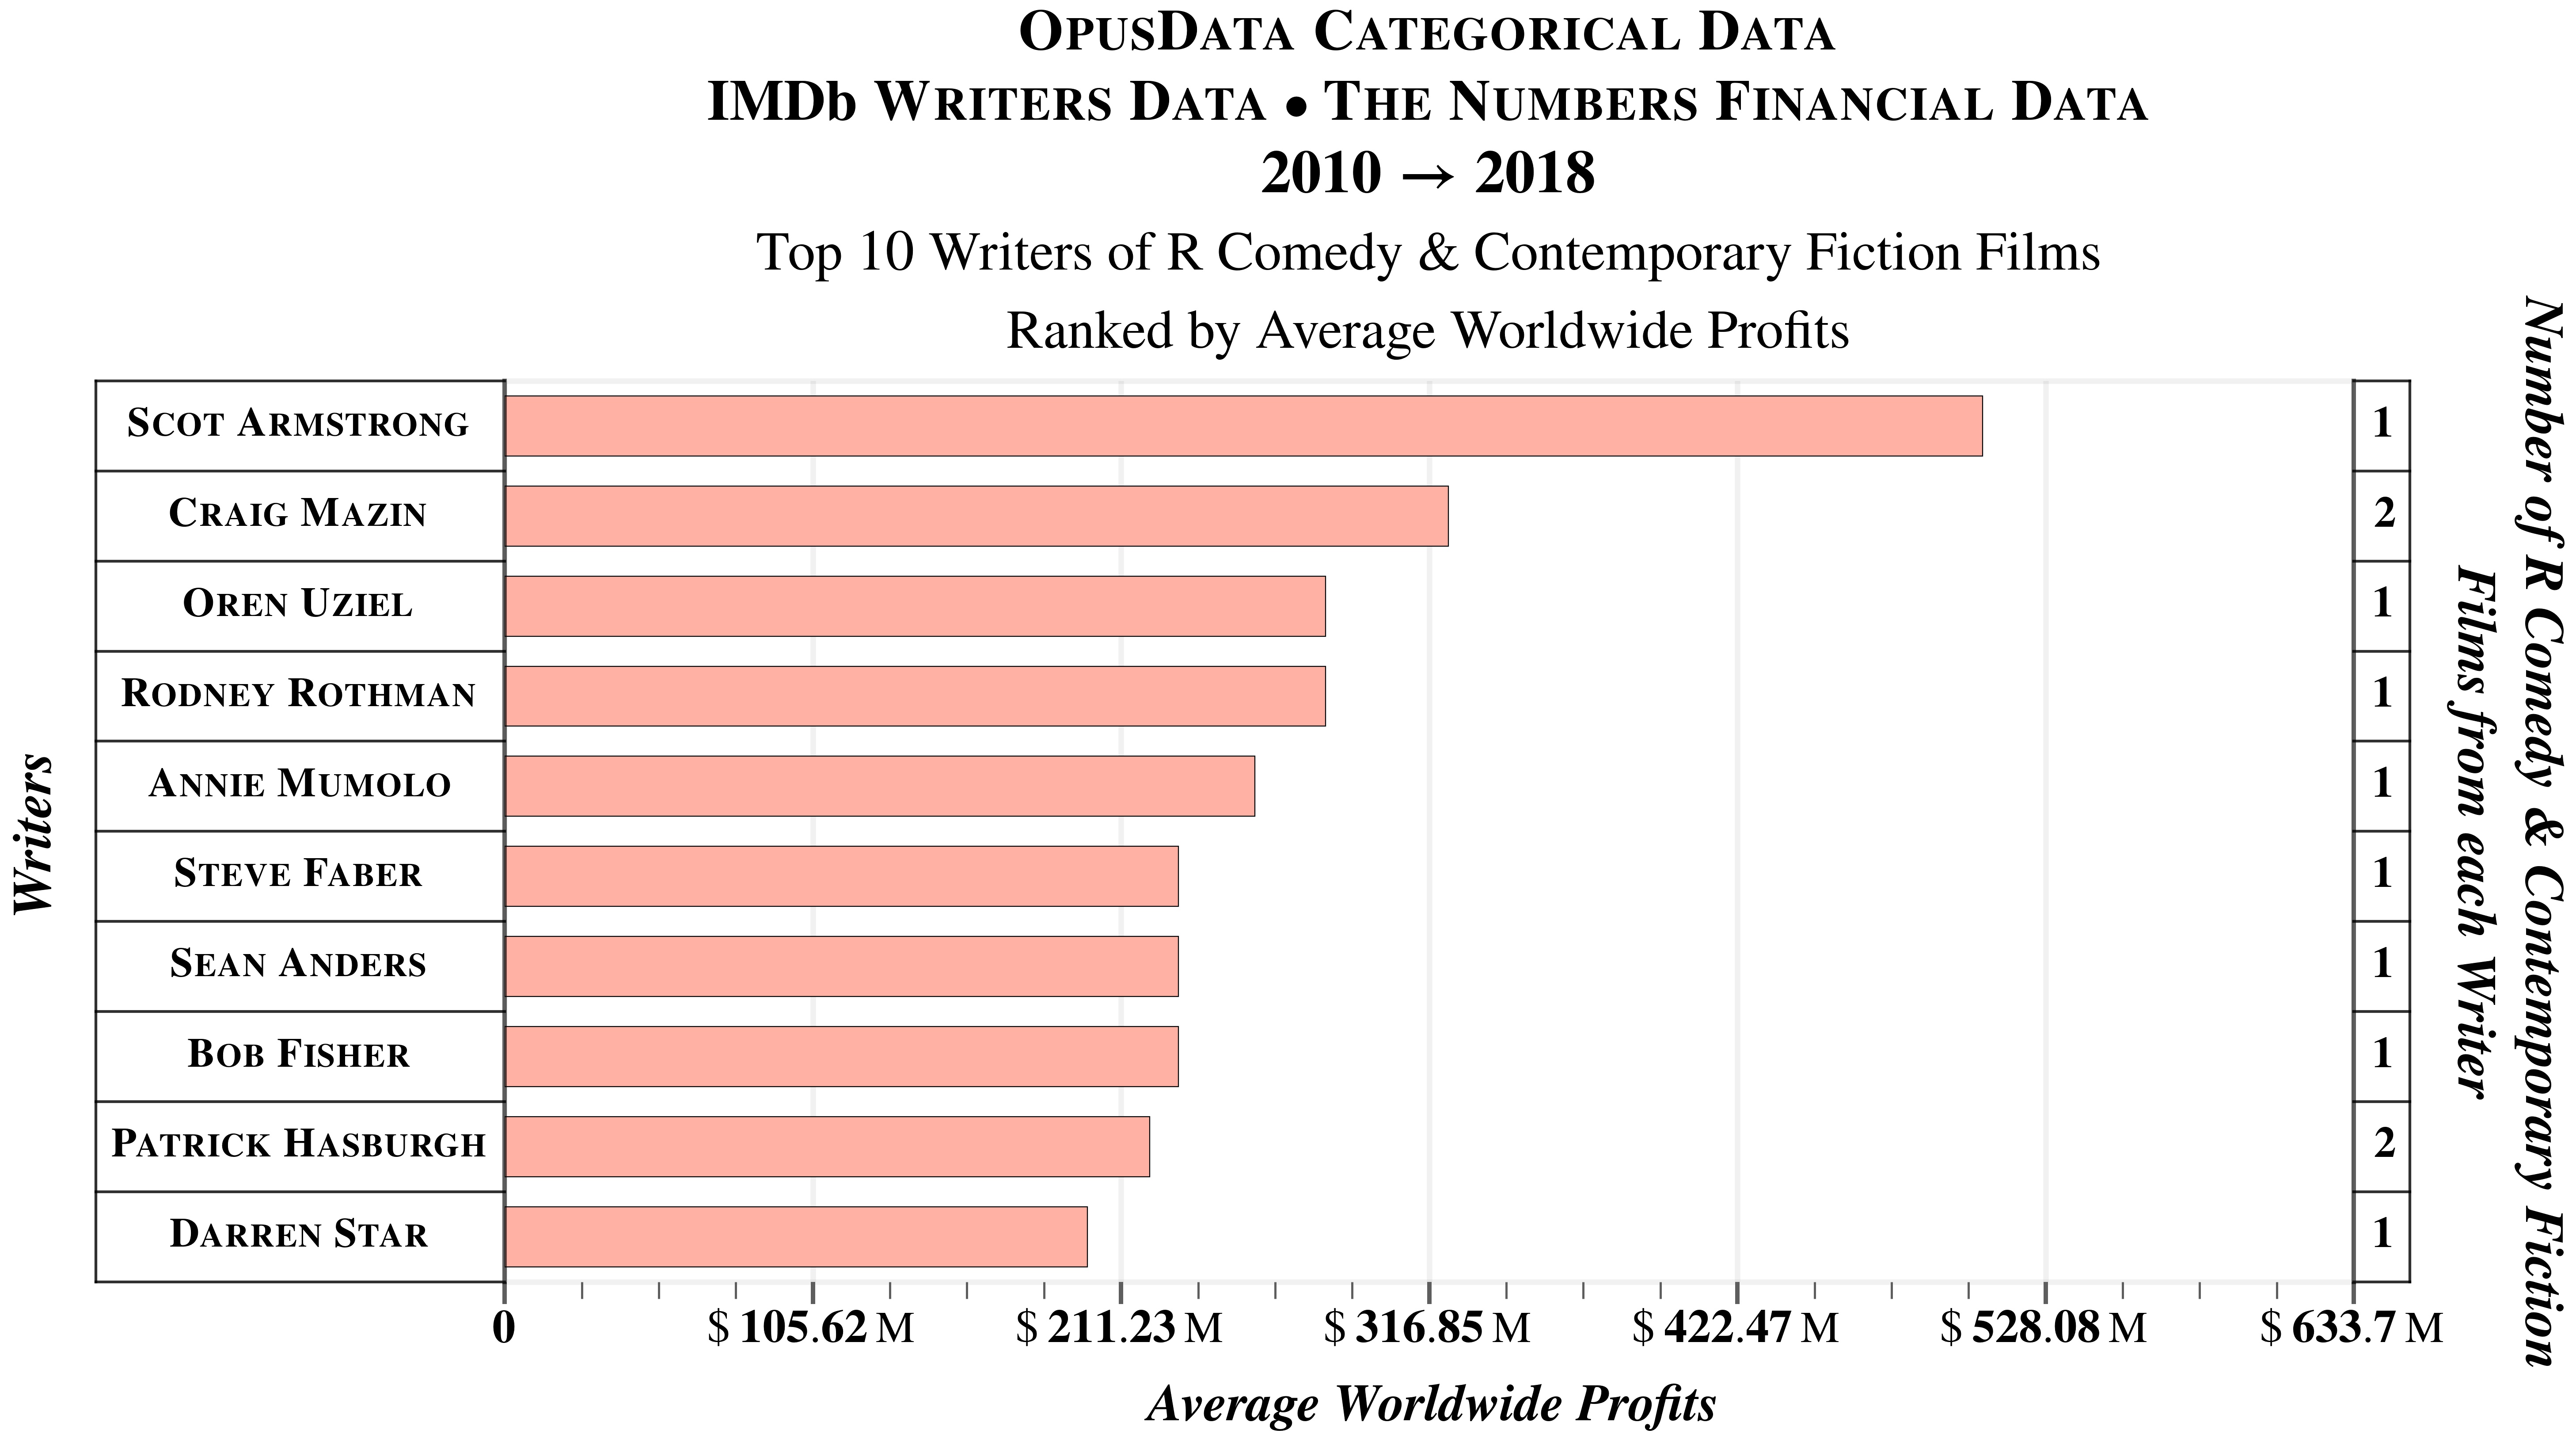 OPUSDATA CATEGORICAL DATA
IMDb WRITERS DATA • THE NUMBERS FINANCIAL DATA
2010 → 2018
Top 10 Writers of R Comedy & Contemporary Fiction Films
Ranked by Average Worldwide Profits
Writers
SCOT ARMSTRONG 1
CRAIG MAZIN 2
OREN UZIEL 1
RODNEY ROTHMAN 1
ANNIE MUMOLO 1
STEVE FABER 1
SEAN ANDERS 1
BOB FISHER 1
PATRICK HASBURGH 2
DARREN STAR 1
0 $ 105.62 M $ 211.23 M $ 316.85 M $ 422.47 M $ 528.08 M $ 633.7 M
Average Worldwide Profits
Number of R Comedy & Contemporary Fiction
Films from each Writer